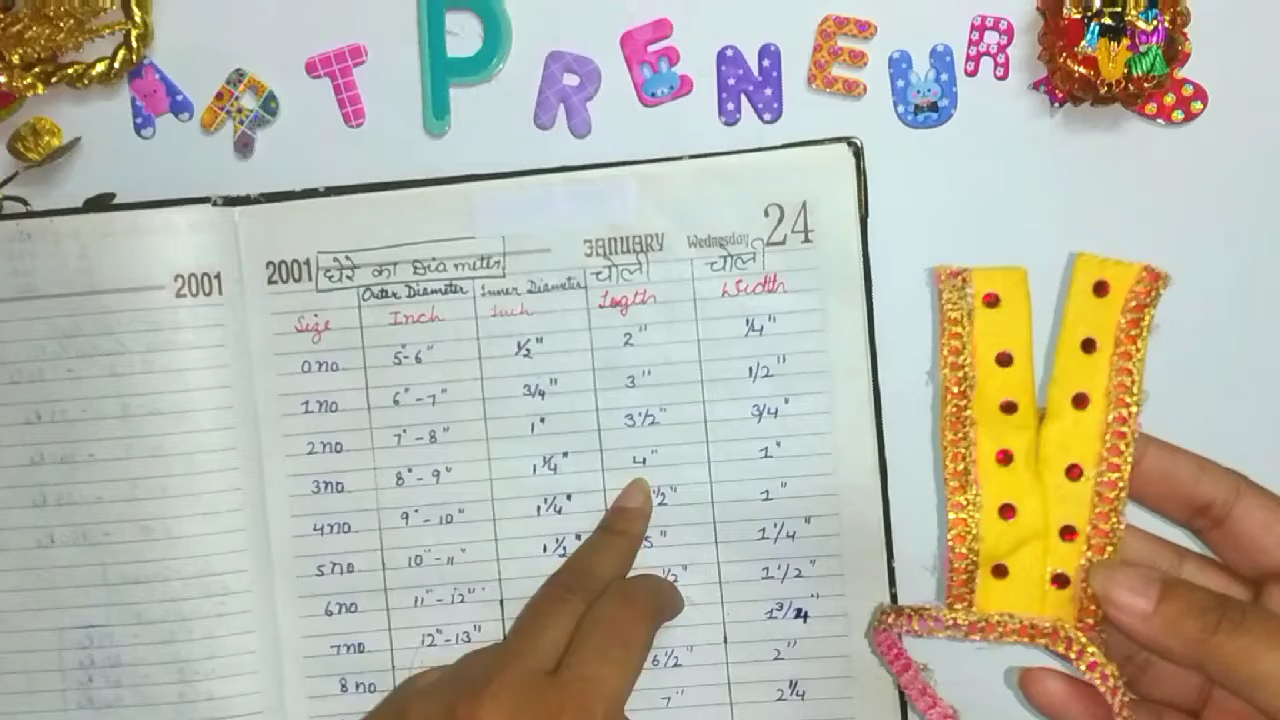 ARTPRENEUR
2001
2001 घेरे का Diameter JANUARY Wednesday 24
Outer Diameter Inner Diameter चोली चोली
Size Inch Inch Length Width
0 no 5"-6" 1/2" 2" 1/4"
1 no 6"-7" 3/4" 3" 1/2"
2 no 7"-8" 1" 3 1/2" 3/4"
3 no 8"-9" 4" 1"
4 no 9"-10" 1 1/4" 1/2" 1"
5 no 10"-11" 1 1/2" 5" 1 1/4"
6 no 11"-12" 1/2" 1 1/2"
7 no 12"-13" 1 3/4"
8 no 6 1/2" 2"
7" 2 1/4